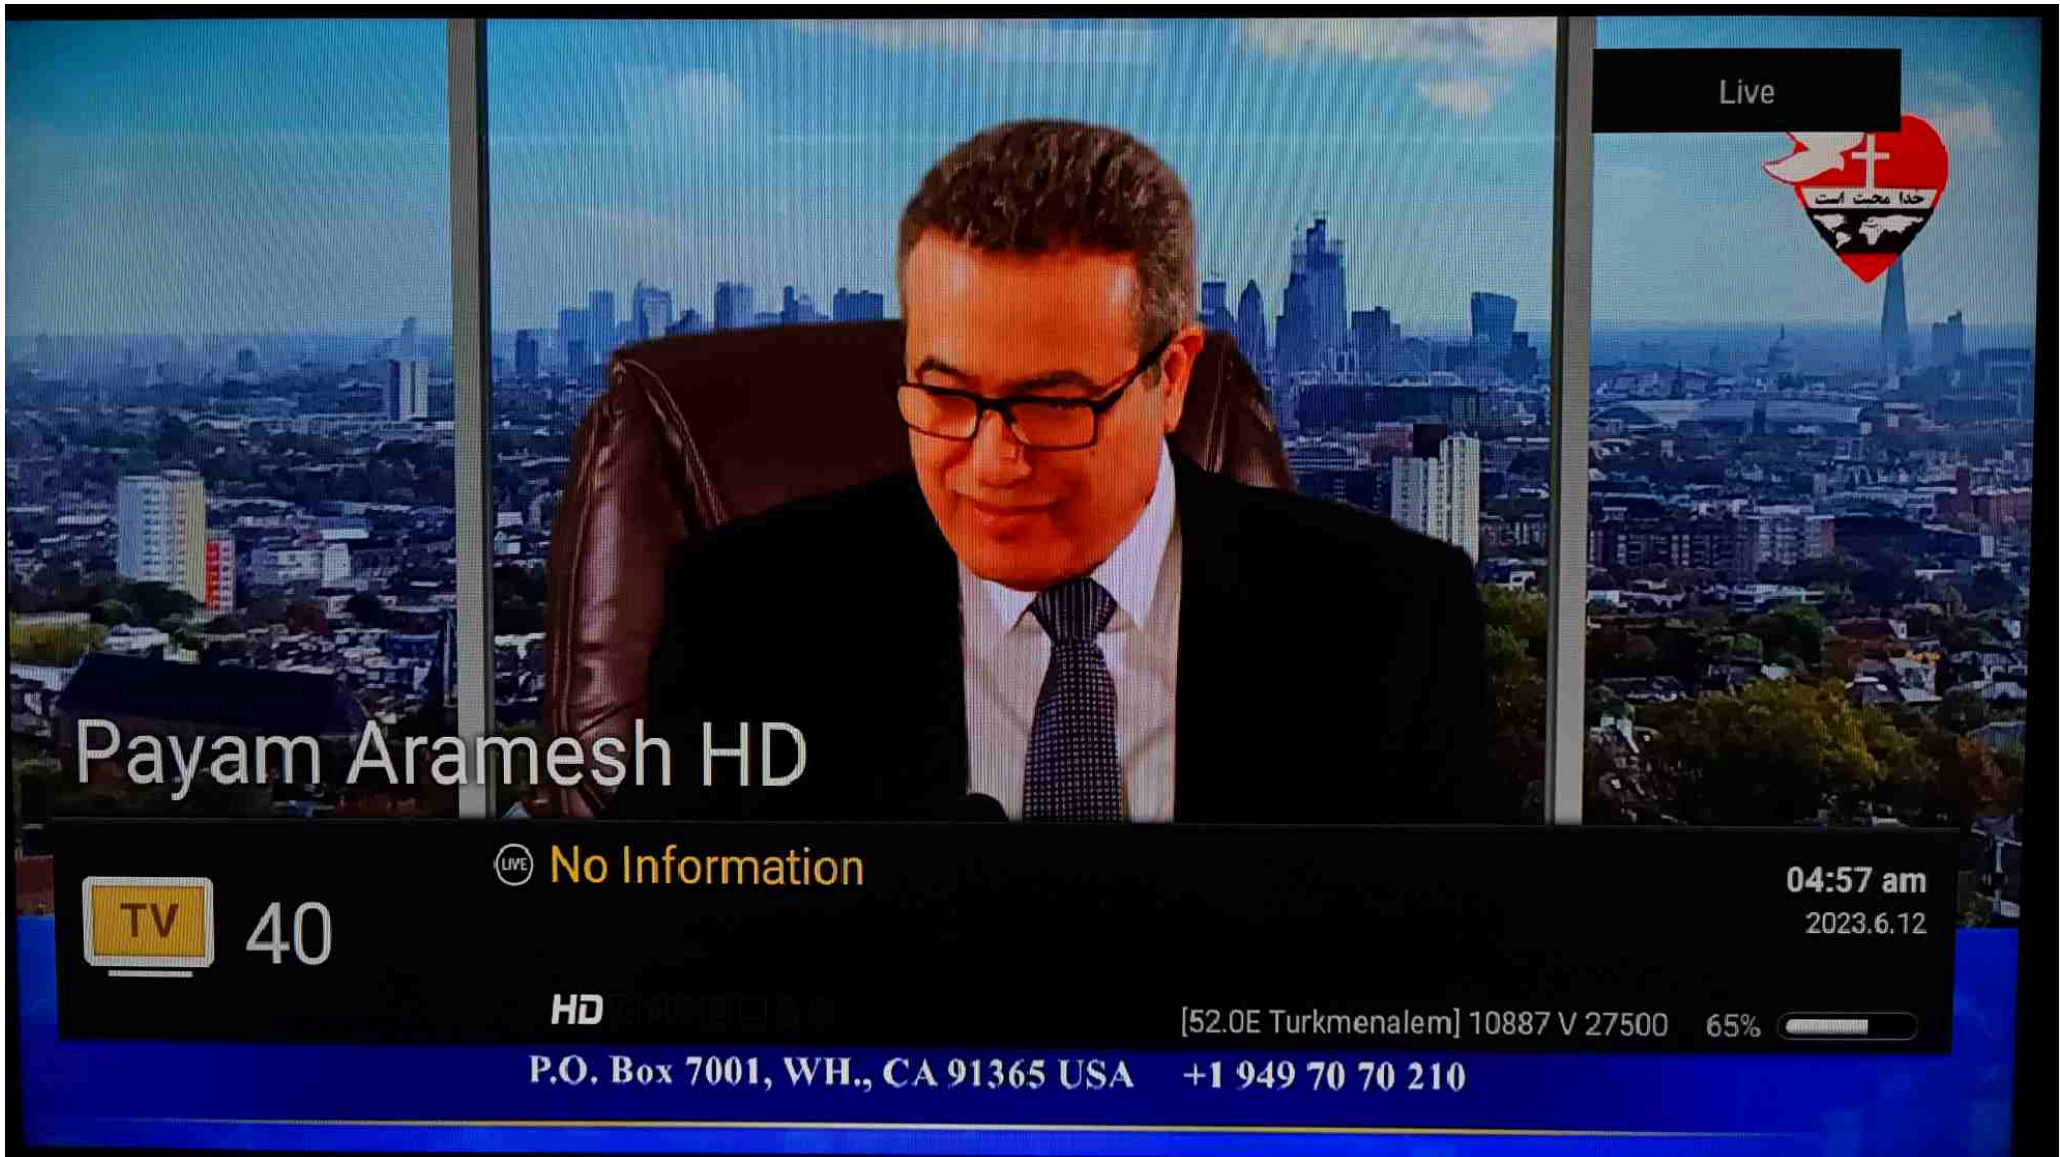 Live
خدا محبت است
Payam Aramesh HD
LIVE No Information
TV 40
04:57 am
2023.6.12
HD
[52.0E Turkmenalem] 10887 V 27500 65%
P.O. Box 7001, WH., CA 91365 USA +1 949 70 70 210